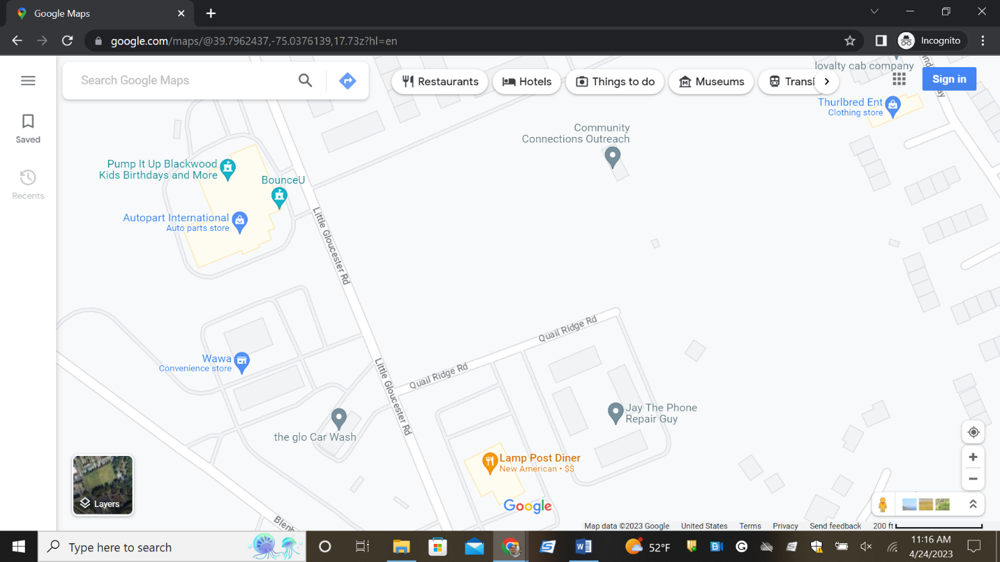 Google Maps
google.com/maps/@39.7962437,-75.0376139,17.73z?hl=en
Incognito
Search Google Maps
Restaurants
Hotels
Things to do
Museums
Transi
loyalty cab company
Sign in
Saved
Recents
Thurlbred Ent
Clothing store
Community
Connections Outreach
Pump It Up Blackwood
Kids Birthdays and More
BounceU
Autopart International
Auto parts store
Little Gloucester Rd
Quail Ridge Rd
Wawa
Convenience store
Little Gloucester Rd
Quail Ridge Rd
Jay The Phone
Repair Guy
the glo Car Wash
Lamp Post Diner
New American • $$
Layers
Google
Blenh
Map data ©2023 Google
United States
Terms
Privacy
Send feedback
200 ft
Type here to search
52°F
11:16 AM
4/24/2023